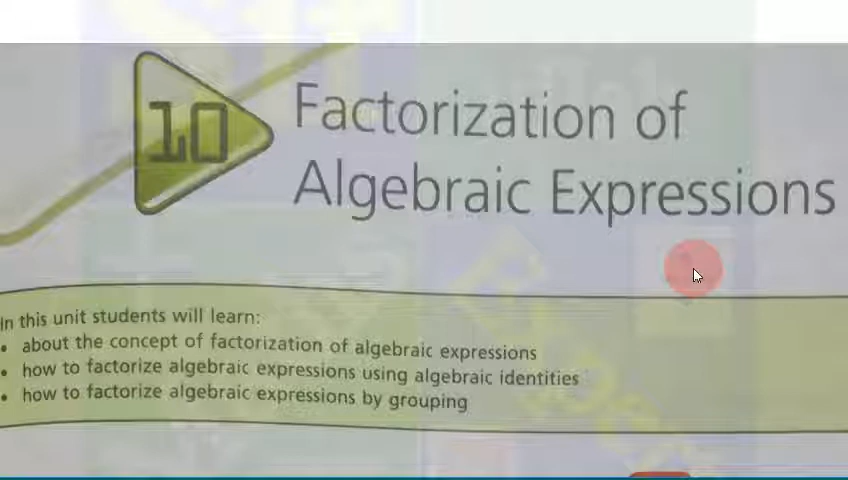 10
Factorization of
Algebraic Expressions
In this unit students will learn:
• about the concept of factorization of algebraic expressions
• how to factorize algebraic expressions using algebraic identities
• how to factorize algebraic expressions by grouping